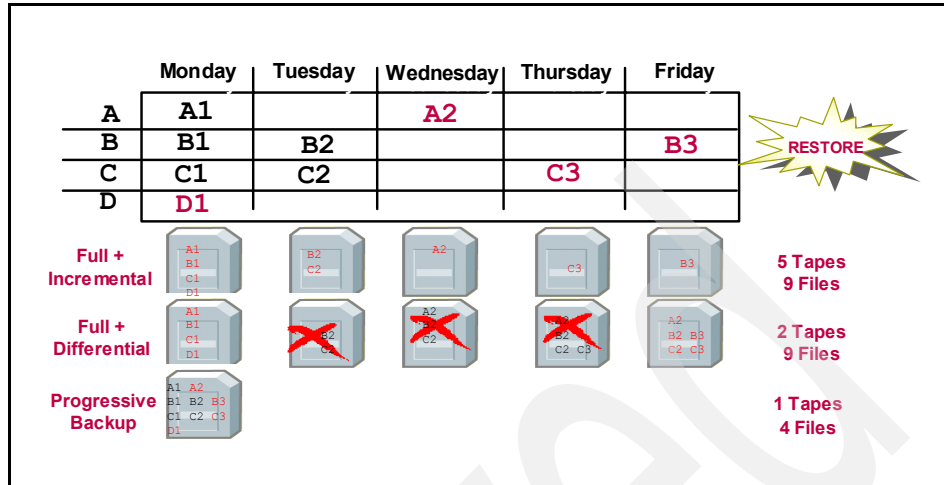 Monday Tuesday Wednesday Thursday Friday
A A1 A2
B B1 B2 B3
C C1 C2 C3
D D1
RESTORE
Full +
Incremental
A1
B1
C1
D1
B2
C2
A2
C3
B3
5 Tapes
9 Files
Full +
Differential
A1
B1
C1
D1
B2
C2
A2
B2
C2
A2
B2
C2 C3
A2
B2 B3
C2 C3
2 Tapes
9 Files
Progressive
Backup
A1 A2
B1 B2 B3
C1 C2 C3
D1
1 Tapes
4 Files